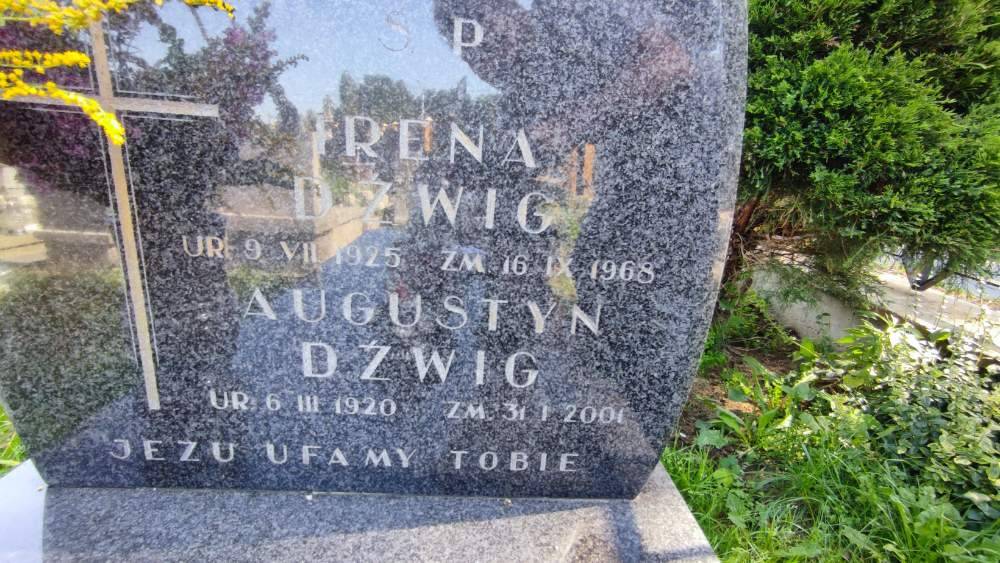 S P
IRENA
DŹWIG
UR. 9 VII 1925 ZM. 16 IX 1968
AUGUSTYN
DŹWIG
UR. 6 III 1920 ZM. 31 I 2001
JEZU UFAMY TOBIE